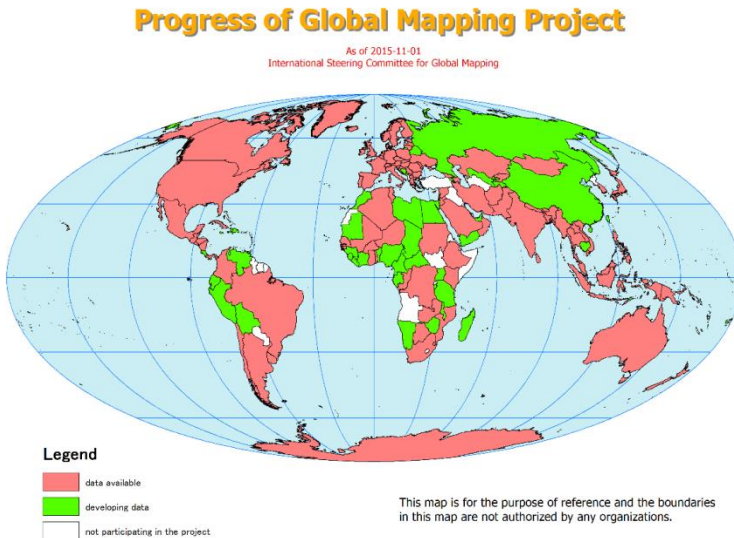 Progress of Global Mapping Project
As of 2015-11-01
International Steering Committee for Global Mapping
Legend
data available
developing data
not participating in the project
This map is for the purpose of reference and the boundaries
in this map are not authorized by any organizations.